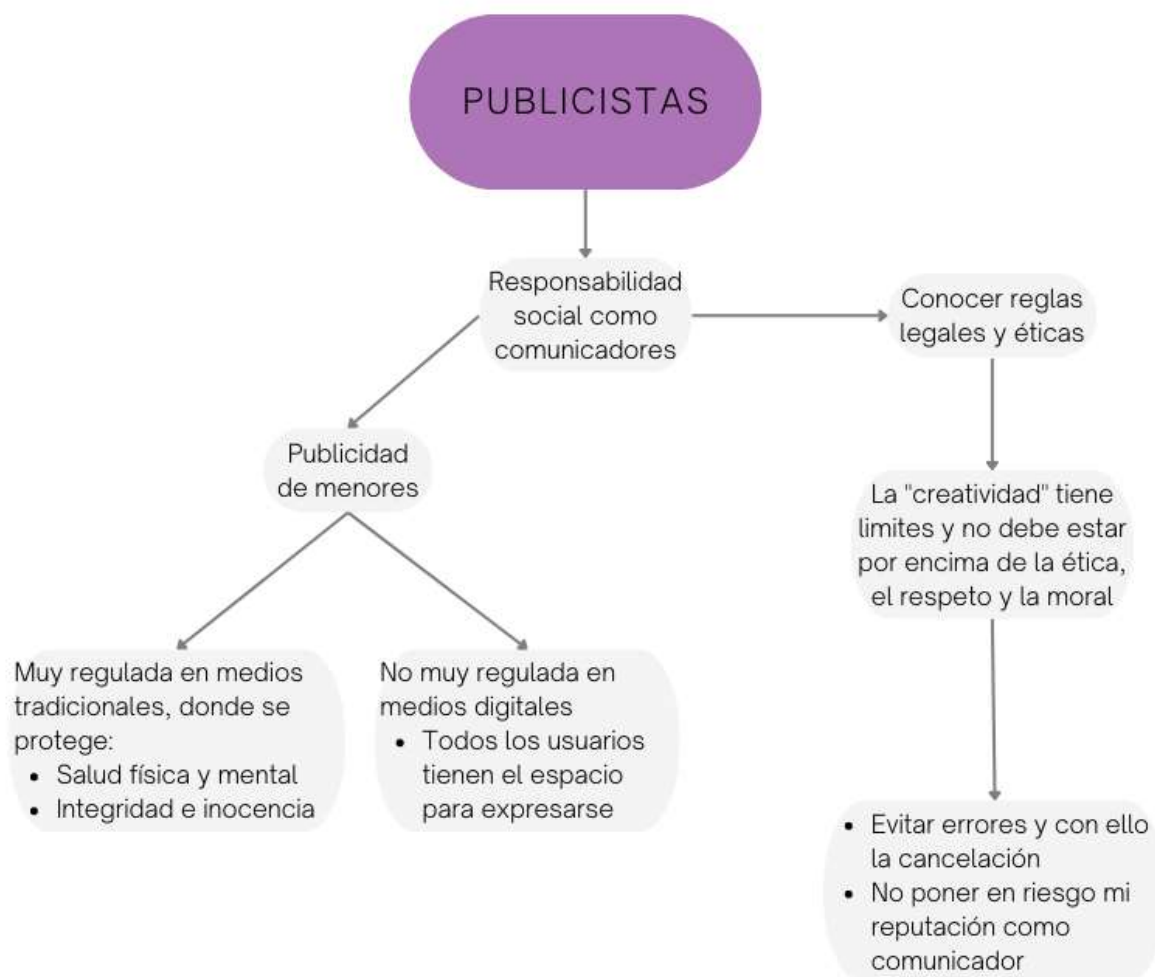 PUBLICISTAS
Responsabilidad
social como
comunicadores
Conocer reglas
legales y éticas
Publicidad
de menores
La "creatividad" tiene
limites y no debe estar
por encima de la ética,
el respeto y la moral
Muy regulada en medios
tradicionales, donde se
protege:
• Salud física y mental
• Integridad e inocencia
No muy regulada en
medios digitales
• Todos los usuarios
tienen el espacio
para expresarse
• Evitar errores y con ello
la cancelación
• No poner en riesgo mi
reputación como
comunicador